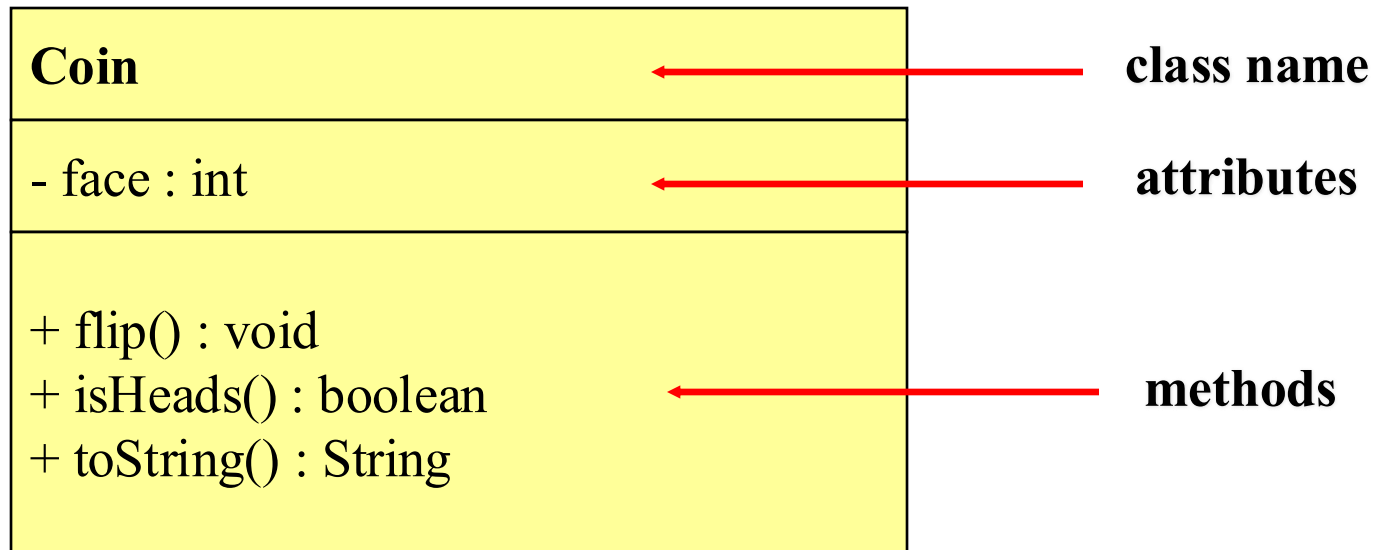 Coin
class name
- face : int
attributes
+ flip() : void
+ isHeads() : boolean
methods
+ toString() : String